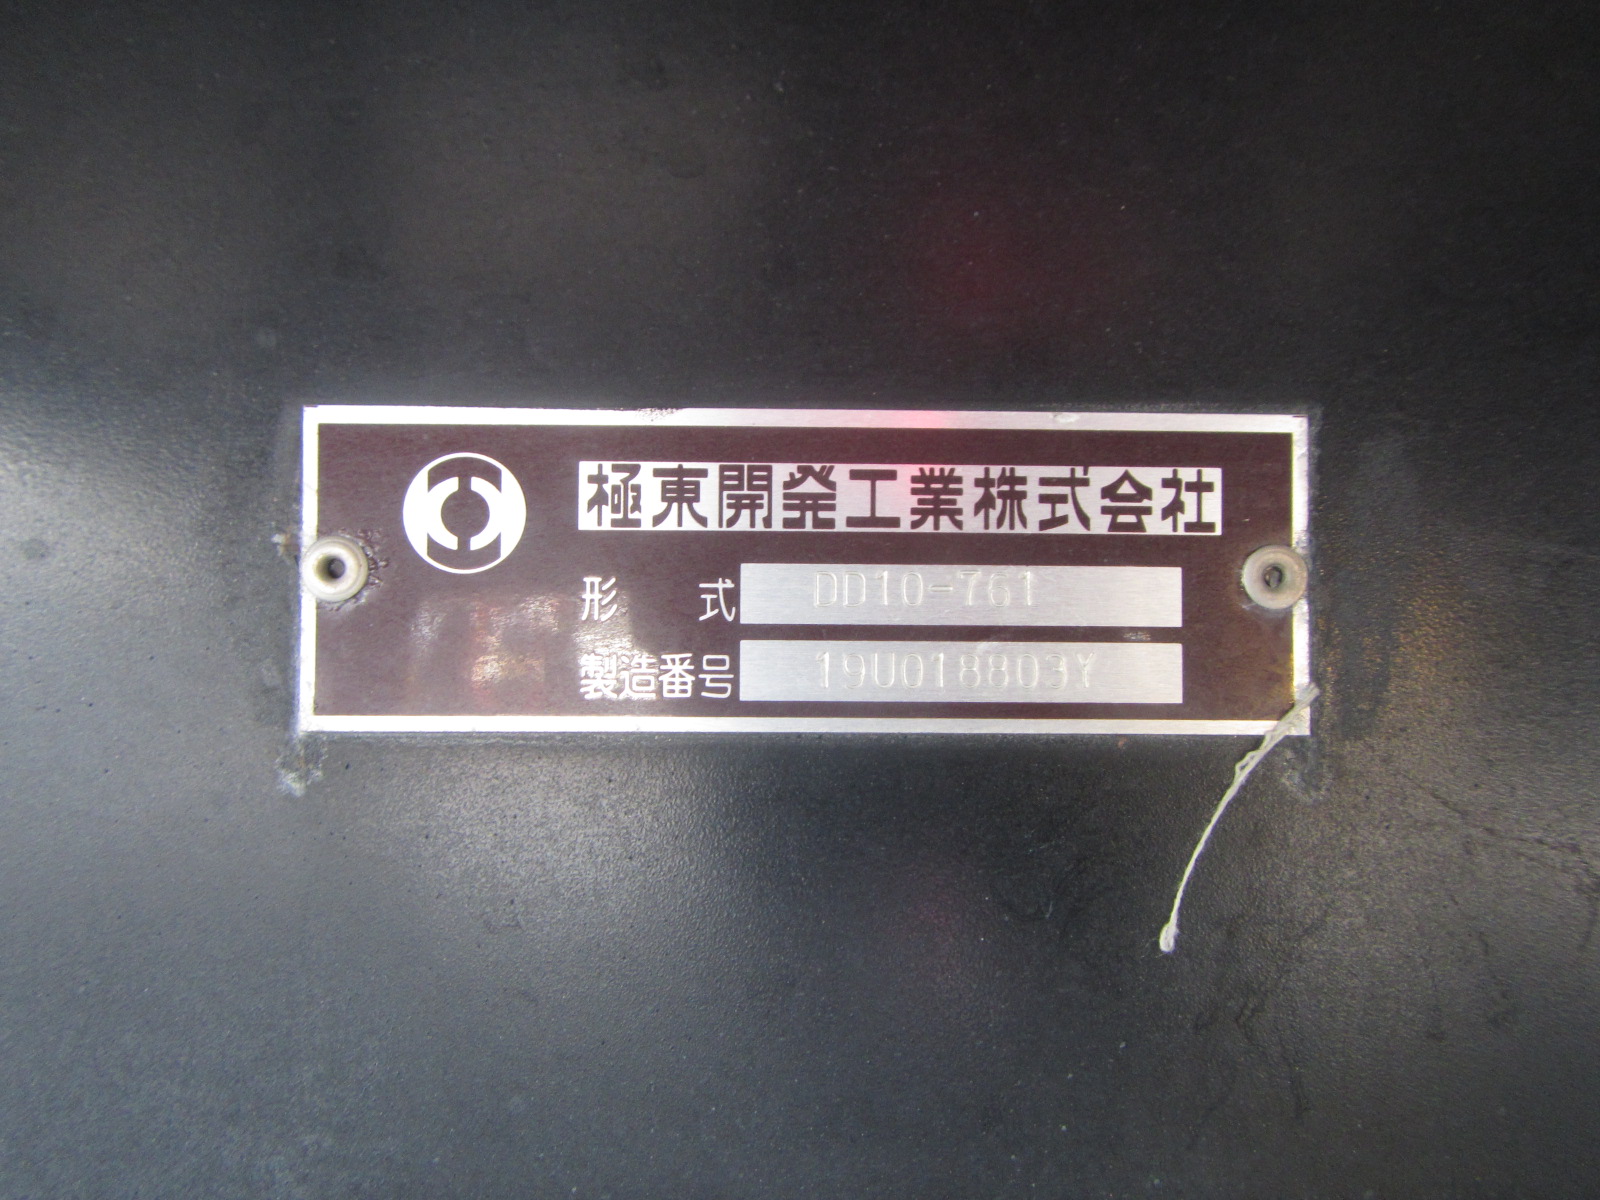 極東開発工業株式会社
形 式 DD10-761
製造番号 19U018803Y